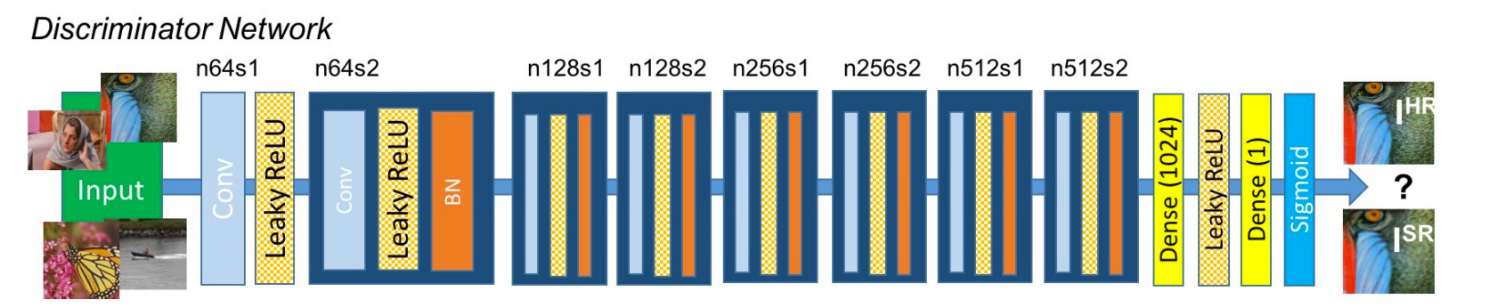 Discriminator Network
n64s1
n64s2
n128s1
n128s2
n256s1
n256s2
n512s1
n512s2
Input
Conv
Leaky ReLU
Conv
Leaky ReLU
BN
Dense (1024)
Leaky ReLU
Dense (1)
Sigmoid
I^HR
?
I^SR